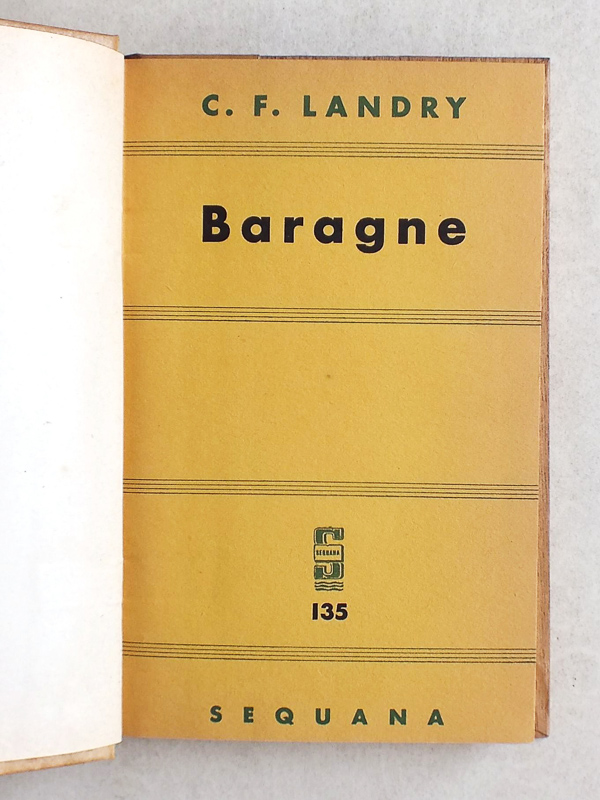 C. F. LANDRY
Baragne
SEQUANA
135
SEQUANA